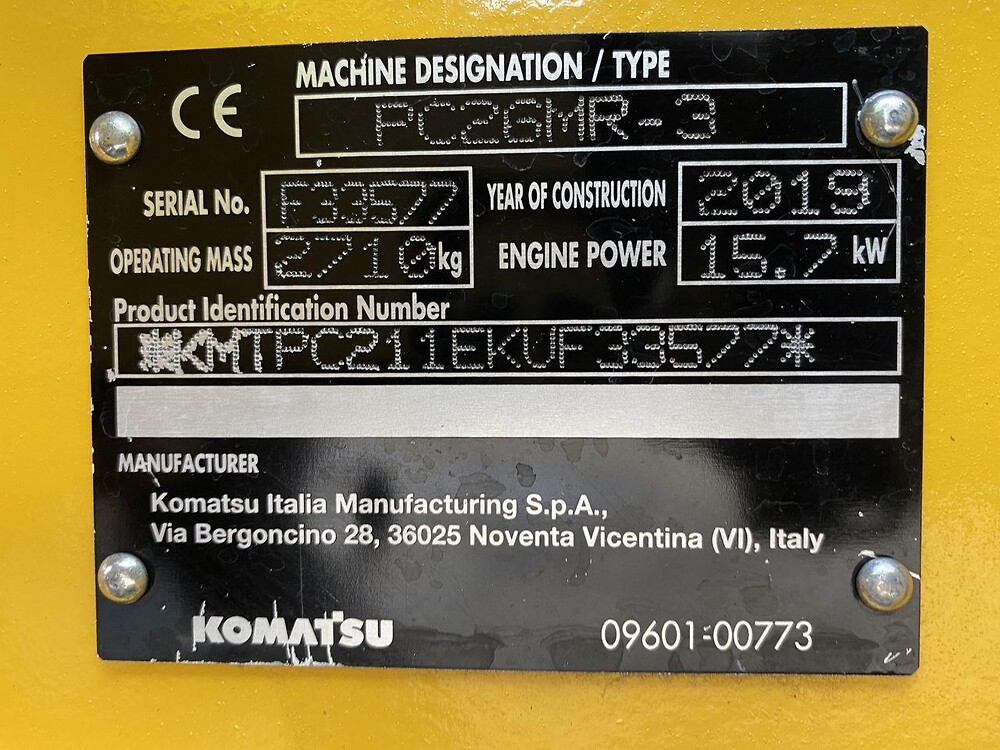 CE
MACHINE DESIGNATION / TYPE
PC26MR-3
SERIAL No. F33577
YEAR OF CONSTRUCTION 2019
OPERATING MASS 2710 kg
ENGINE POWER 15.7 kW
Product Identification Number
*KMTPC211EKUF33577*
MANUFACTURER
Komatsu Italia Manufacturing S.p.A.,
Via Bergoncino 28, 36025 Noventa Vicentina (VI), Italy
KOMATSU
09601-00773